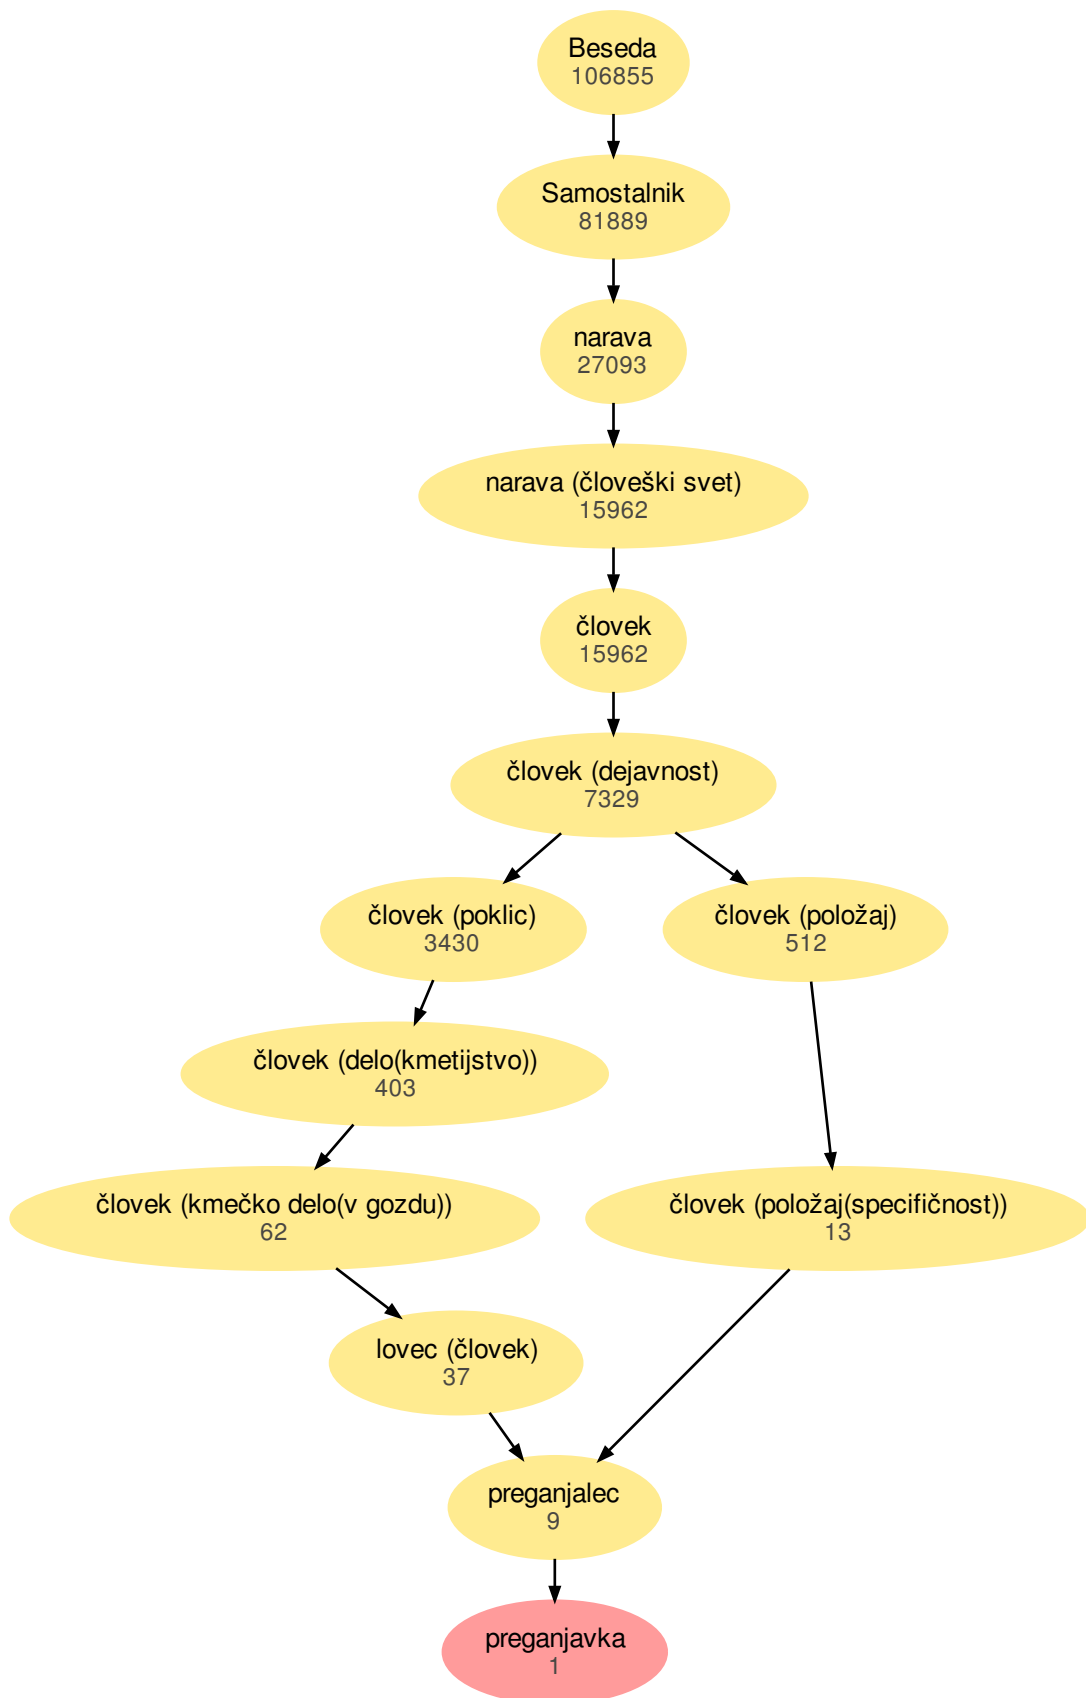 Beseda
106855
Samostalnik
81889
narava
27093
narava (človeški svet)
15962
človek
15962
človek (dejavnost)
7329
človek (poklic)
3430
človek (položaj)
512
človek (delo(kmetijstvo))
403
človek (kmečko delo(v gozdu))
62
človek (položaj(specifičnost))
13
lovec (človek)
37
preganjalec
9
preganjavka
1